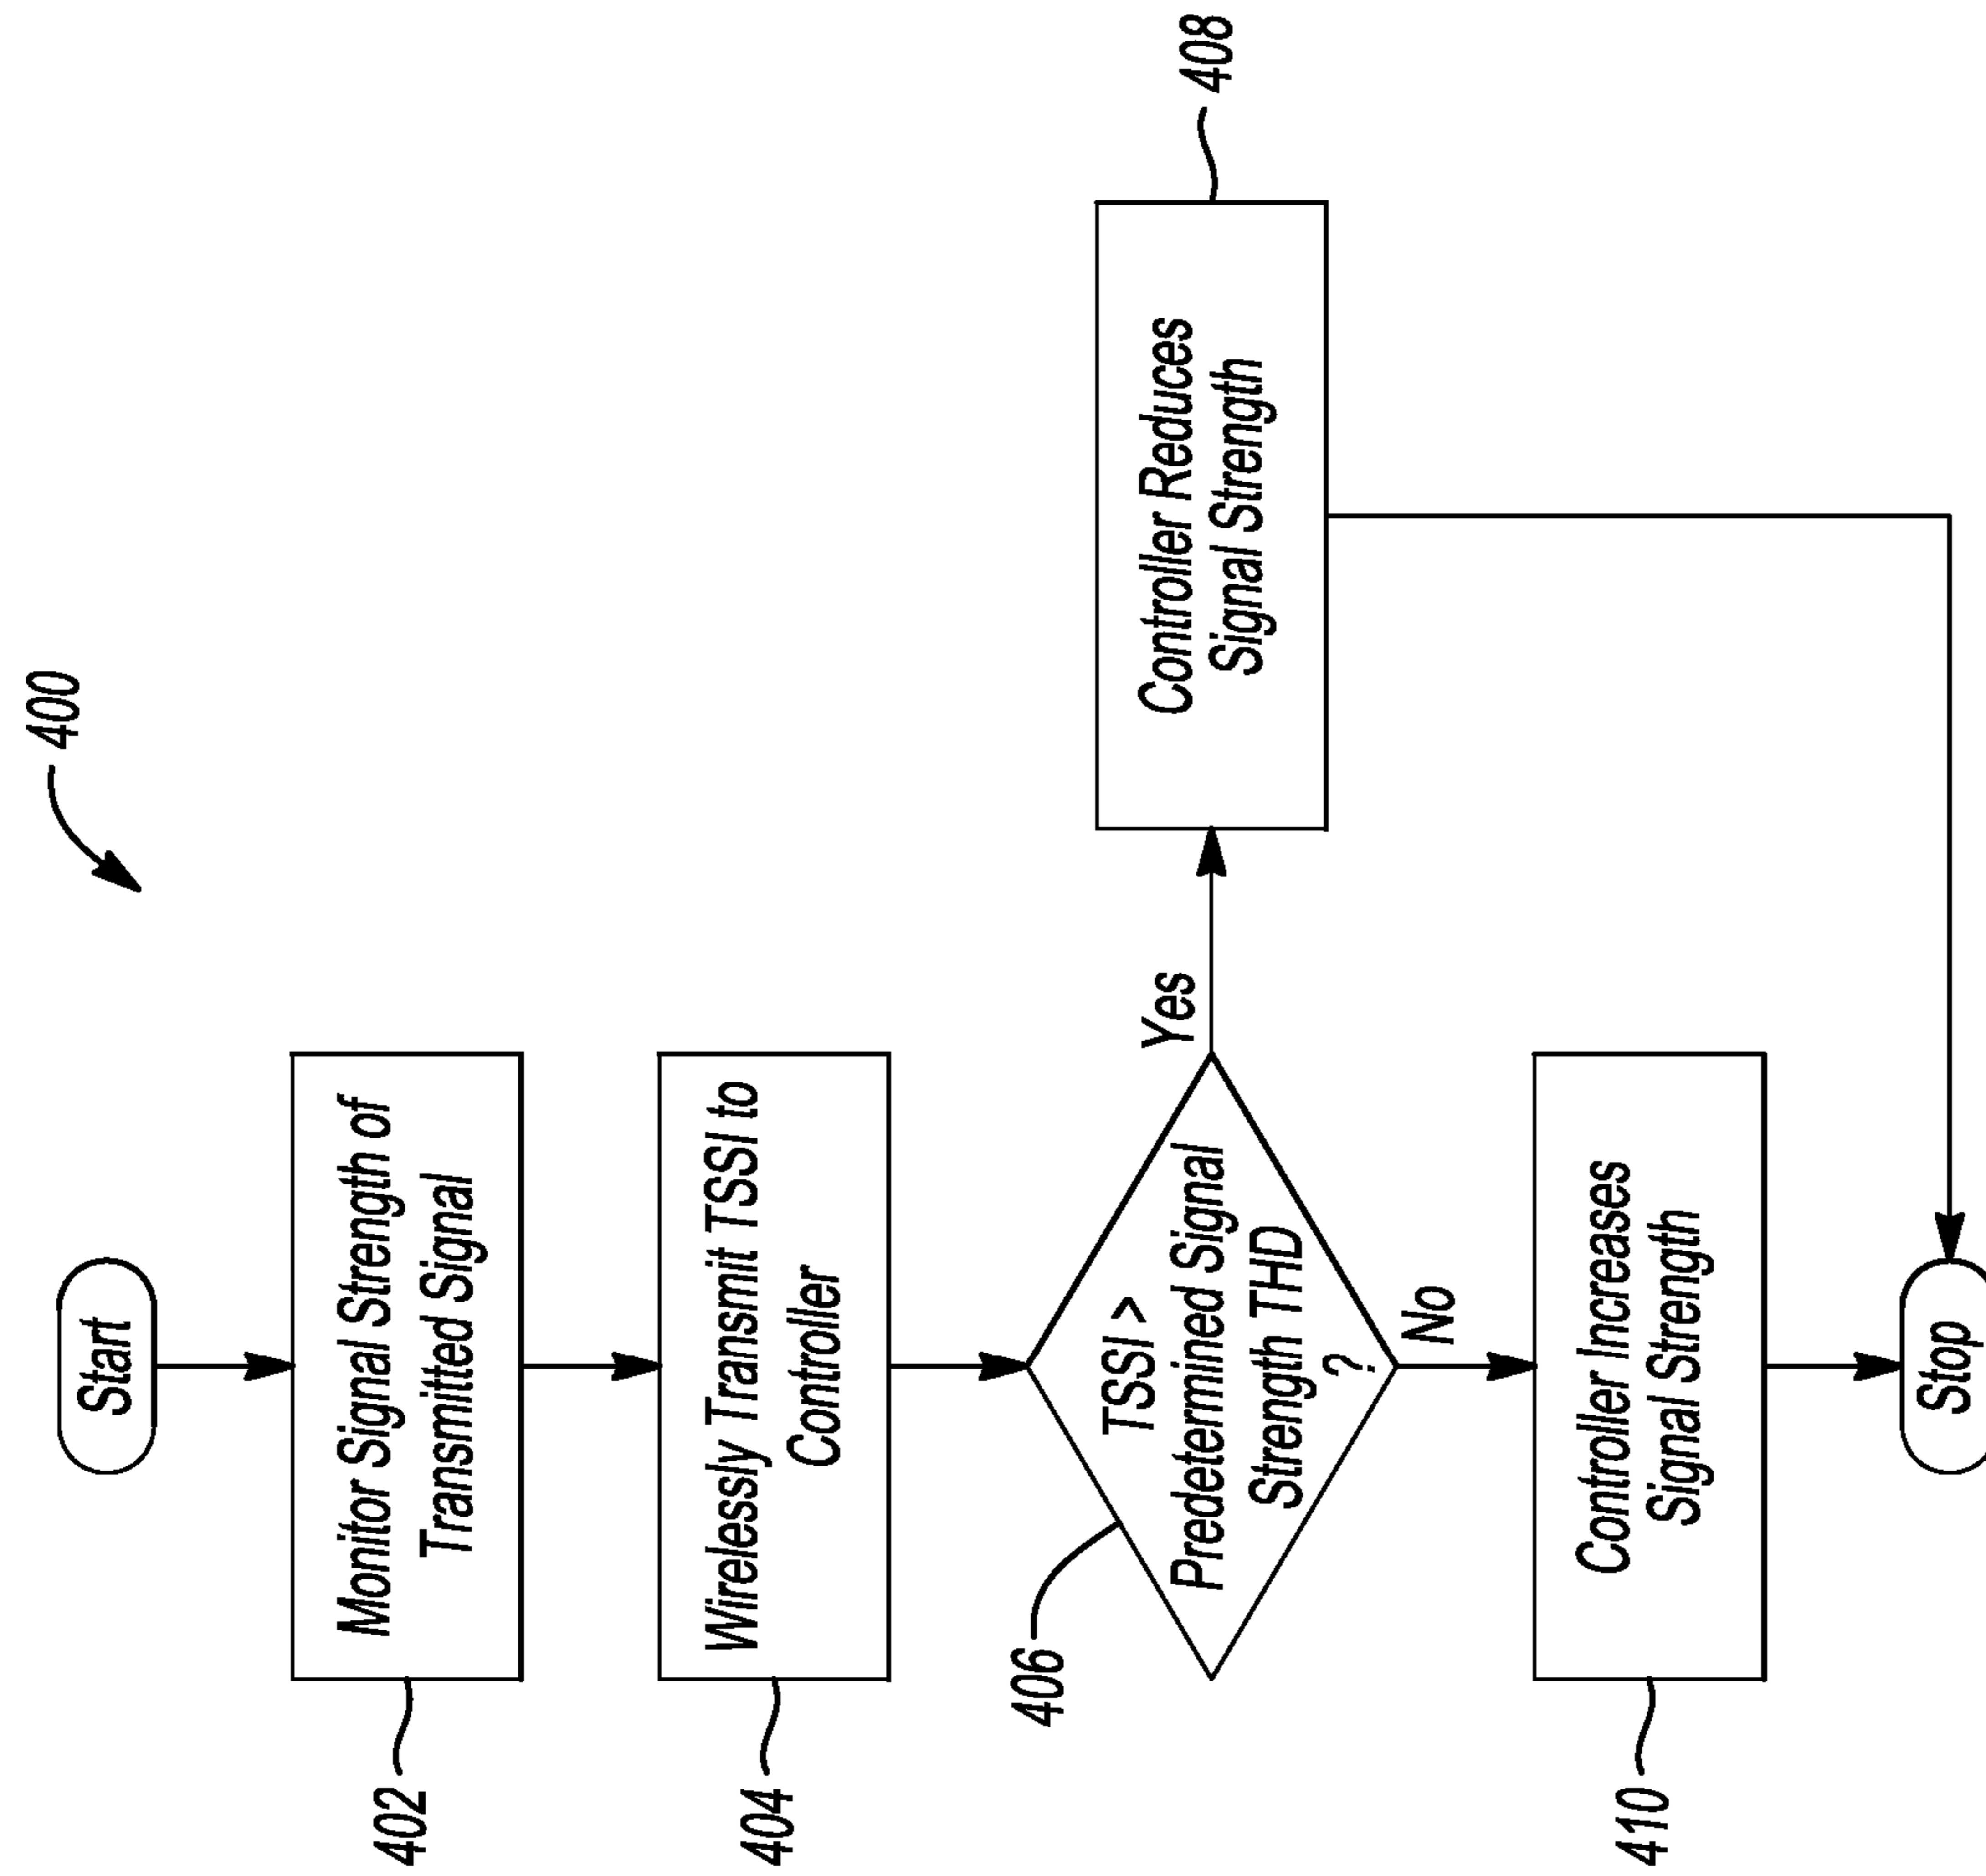 400
Start
Monitor Signal Strength of
Transmitted Signal
402
Wirelessly Transmit TSSI to
Controller
404
TSSI >
Predetermined Signal
Strength THD
?
406
Yes
Controller Reduces
Signal Strength
408
No
Controller Increases
Signal Strength
410
Stop